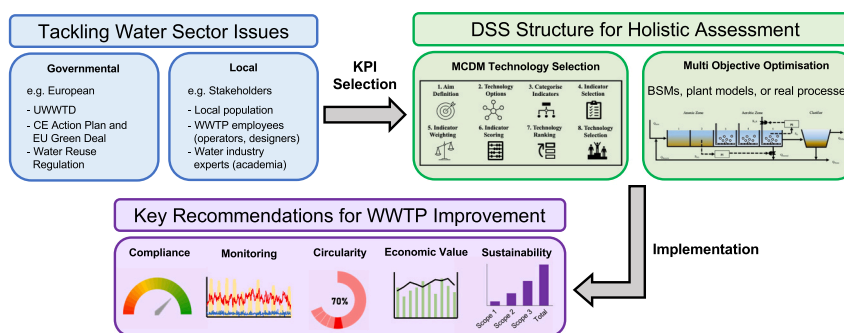 Tackling Water Sector Issues
Governmental
e.g. European
- UWWTD
- CE Action Plan and
EU Green Deal
- Water Reuse
Regulation
Local
e.g. Stakeholders
- Local population
- WWTP employees
(operators, designers)
- Water industry
experts (academia)
KPI
Selection
DSS Structure for Holistic Assessment
MCDM Technology Selection
1. Aim
Definition
2. Technology
Options
3. Categorise
Indicators
4. Indicator
Selection
5. Indicator
Weighting
6. Indicator
Scoring
7. Technology
Ranking
8. Technology
Selection
Multi Objective Optimisation
BSMs, plant models, or real processe
Anoxic Zone
Aerobic Zone
Clarifier
Implementation
Key Recommendations for WWTP Improvement
Compliance
Monitoring
Circularity
70%
Economic Value
Sustainability
Scope 1
Scope 2
Scope 3
Total